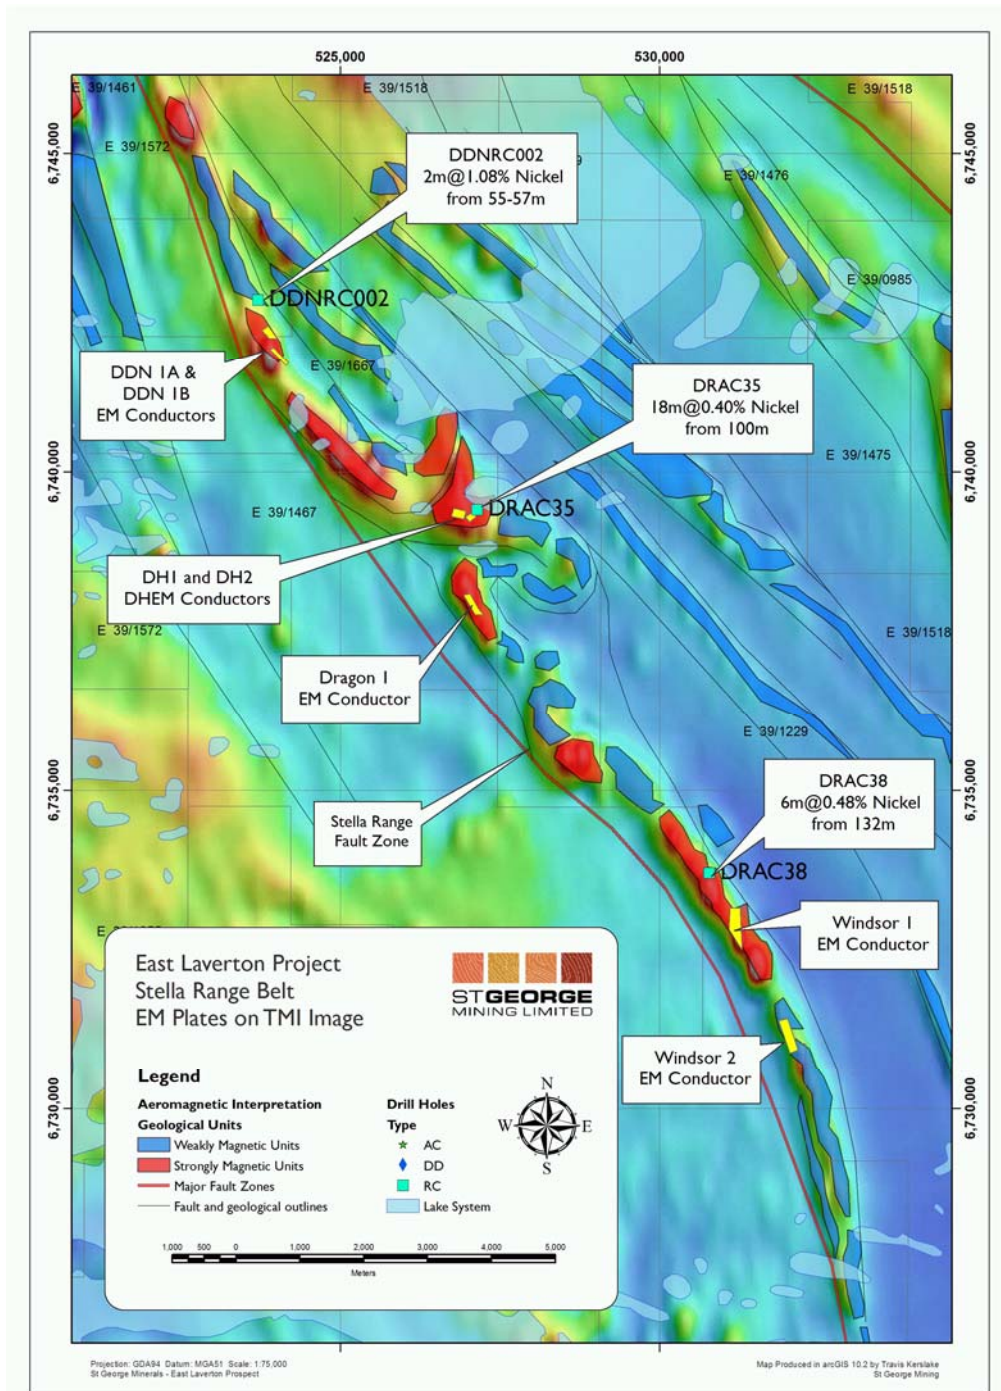 525,000
530,000
E 39/1461
E 39/1518
E 39/1518
E 39/1572
6,745,000
6,745,000
DDNRC002
2m@1.08% Nickel
from 55-57m
E 39/1476
E 39/0985
DDNRC002
DDN 1A &
DDN 1B
EM Conductors
E 39/1667
DRAC35
18m@0.40% Nickel
from 100m
E 39/1475
6,740,000
6,740,000
E 39/1467
DRAC35
DH1 and DH2
DHEM Conductors
E 39/1572
E 39/1518
Dragon 1
EM Conductor
E 39/1229
6,735,000
6,735,000
Stella Range
Fault Zone
DRAC38
6m@0.48% Nickel
from 132m
DRAC38
Windsor 1
EM Conductor
East Laverton Project
Stella Range Belt
EM Plates on TMI Image
STGEORGE
MINING LIMITED
Windsor 2
EM Conductor
6,730,000
6,730,000
Legend
Aeromagnetic Interpretation
Geological Units
Weakly Magnetic Units
Strongly Magnetic Units
Major Fault Zones
Fault and geological outlines
Drill Holes
Type
AC
DD
RC
Lake System
N
W E
S
1,000 500 0 1,000 2,000 3,000 4,000 5,000
Meters
Projection: GDA94 Datum: MGA51 Scale: 1:75,000
St George Minerals - East Laverton Prospect
Map Produced in arcGIS 10.2 by Travis Kerslake
St George Mining